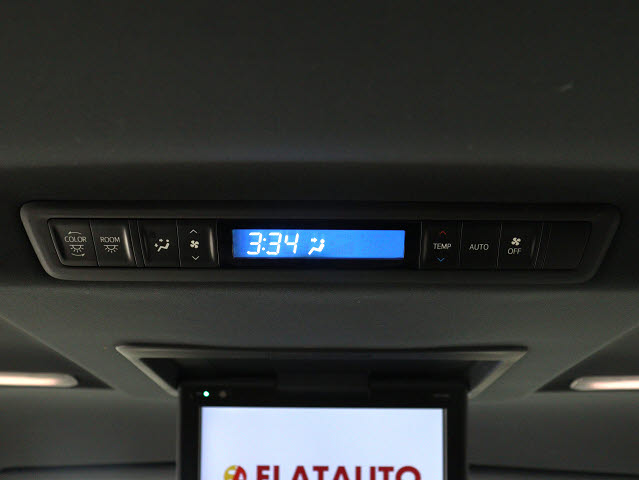 COLOR ROOM 3:34 TEMP AUTO OFF
FLATAUTO